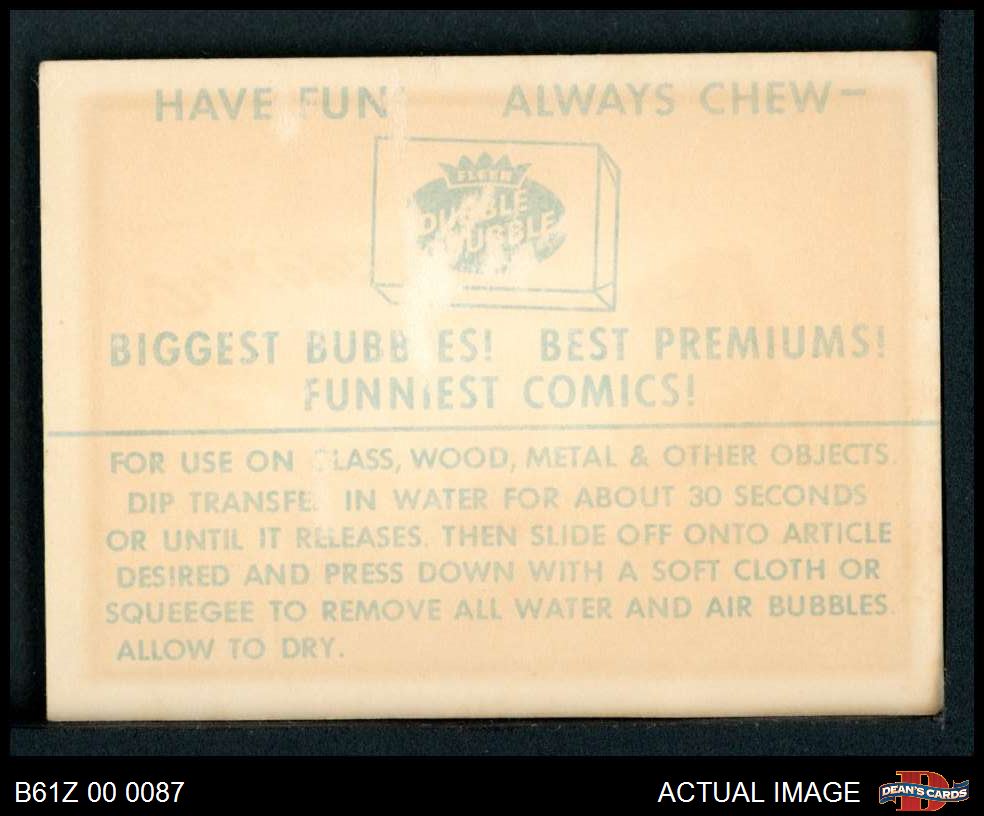 HAVE FUN ALWAYS CHEW—
FLEER
DUBBLE
BUBBLE
BIGGEST BUBB ES! BEST PREMIUMS!
FUNNIEST COMICS!
FOR USE ON LASS, WOOD, METAL & OTHER OBJECTS.
DIP TRANSFE IN WATER FOR ABOUT 30 SECONDS
OR UNTIL IT RELEASES. THEN SLIDE OFF ONTO ARTICLE
DESIRED AND PRESS DOWN WITH A SOFT CLOTH OR
SQUEEGEE TO REMOVE ALL WATER AND AIR BUBBLES.
ALLOW TO DRY.
B61Z 00 0087 ACTUAL IMAGE
D
DEAN'S CARDS